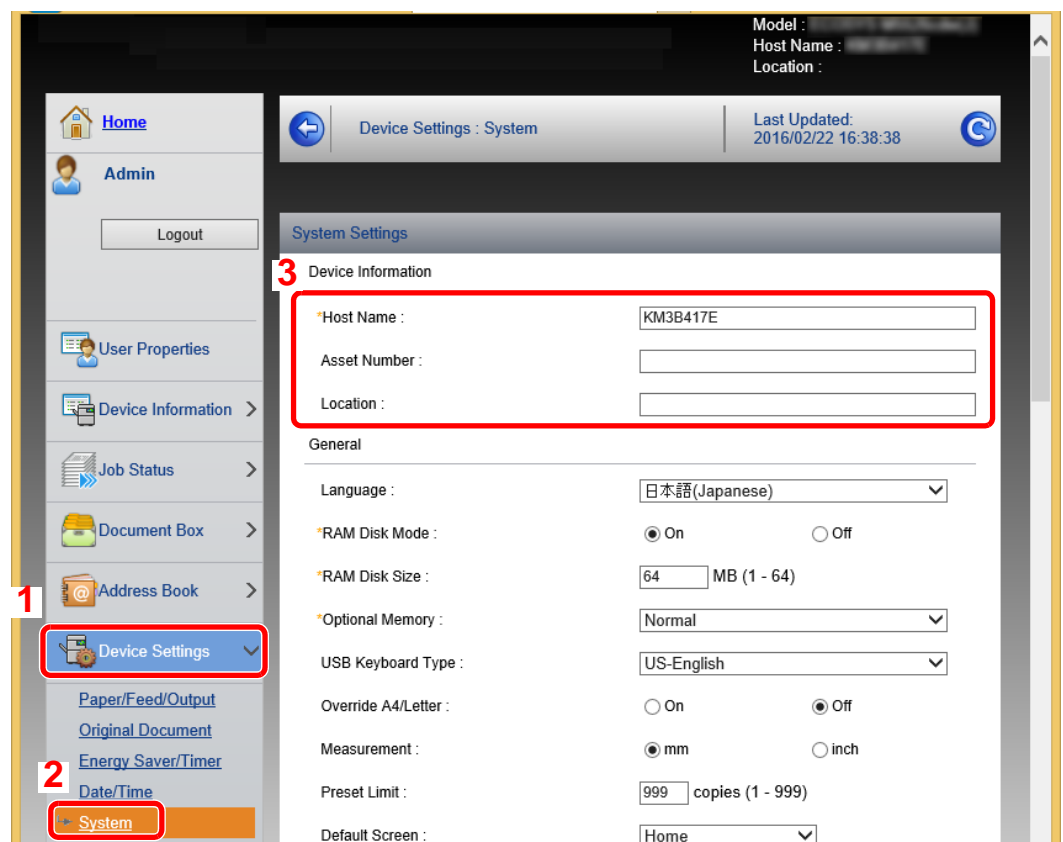 Model :
Host Name :
Location :
Home
Admin
Logout
User Properties
Device Information
Job Status
Document Box
Address Book
1
Device Settings
Paper/Feed/Output
Original Document
Energy Saver/Timer
2
Date/Time
System
Device Settings : System
Last Updated:
2016/02/22 16:38:38
System Settings
3
Device Information
*Host Name : KM3B417E
Asset Number :
Location :
General
Language : 日本語(Japanese)
*RAM Disk Mode : On Off
*RAM Disk Size : 64 MB (1 - 64)
*Optional Memory : Normal
USB Keyboard Type : US-English
Override A4/Letter : On Off
Measurement : mm inch
Preset Limit : 999 copies (1 - 999)
Default Screen : Home